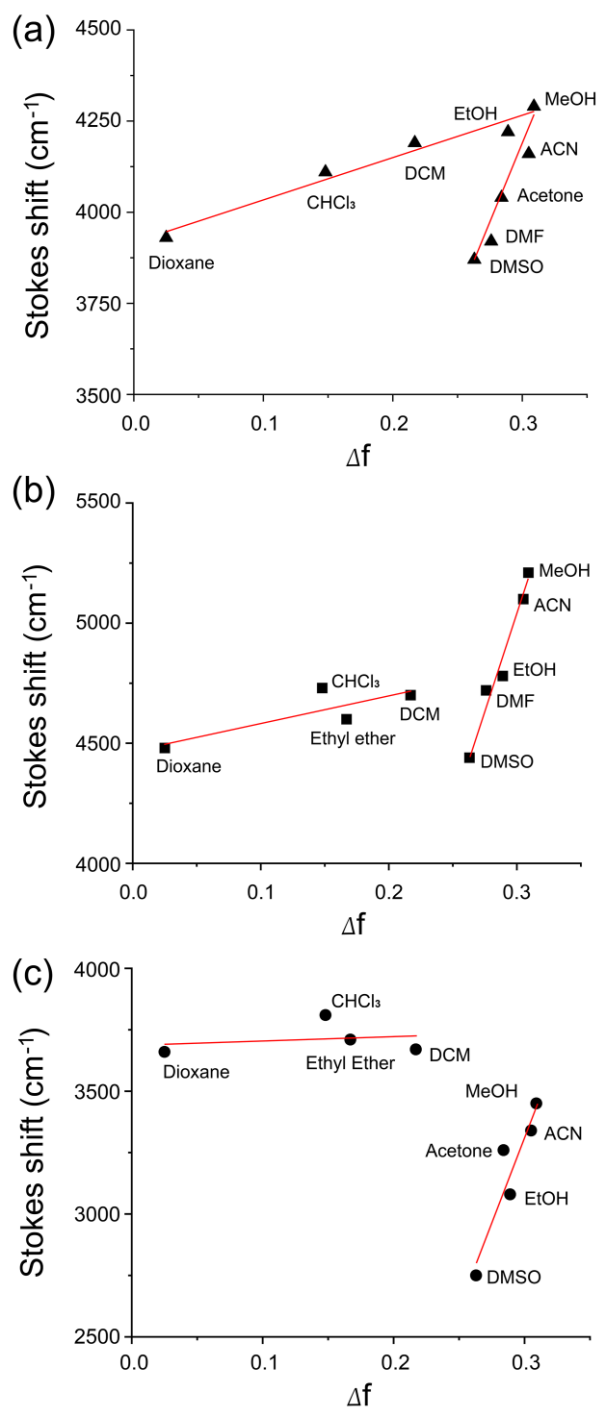 (a)
Stokes shift (cm⁻¹)
4500
4250
4000
3750
3500
MeOH
EtOH
ACN
DCM
CHCl₃
Acetone
DMF
Dioxane
DMSO
0.0 0.1 0.2 0.3
Δf
(b)
Stokes shift (cm⁻¹)
5500
5000
4500
4000
MeOH
ACN
CHCl₃
EtOH
DCM
DMF
Ethyl ether
Dioxane
DMSO
0.0 0.1 0.2 0.3
Δf
(c)
Stokes shift (cm⁻¹)
4000
3500
3000
2500
CHCl₃
Dioxane
Ethyl Ether
DCM
MeOH
ACN
Acetone
EtOH
DMSO
0.0 0.1 0.2 0.3
Δf